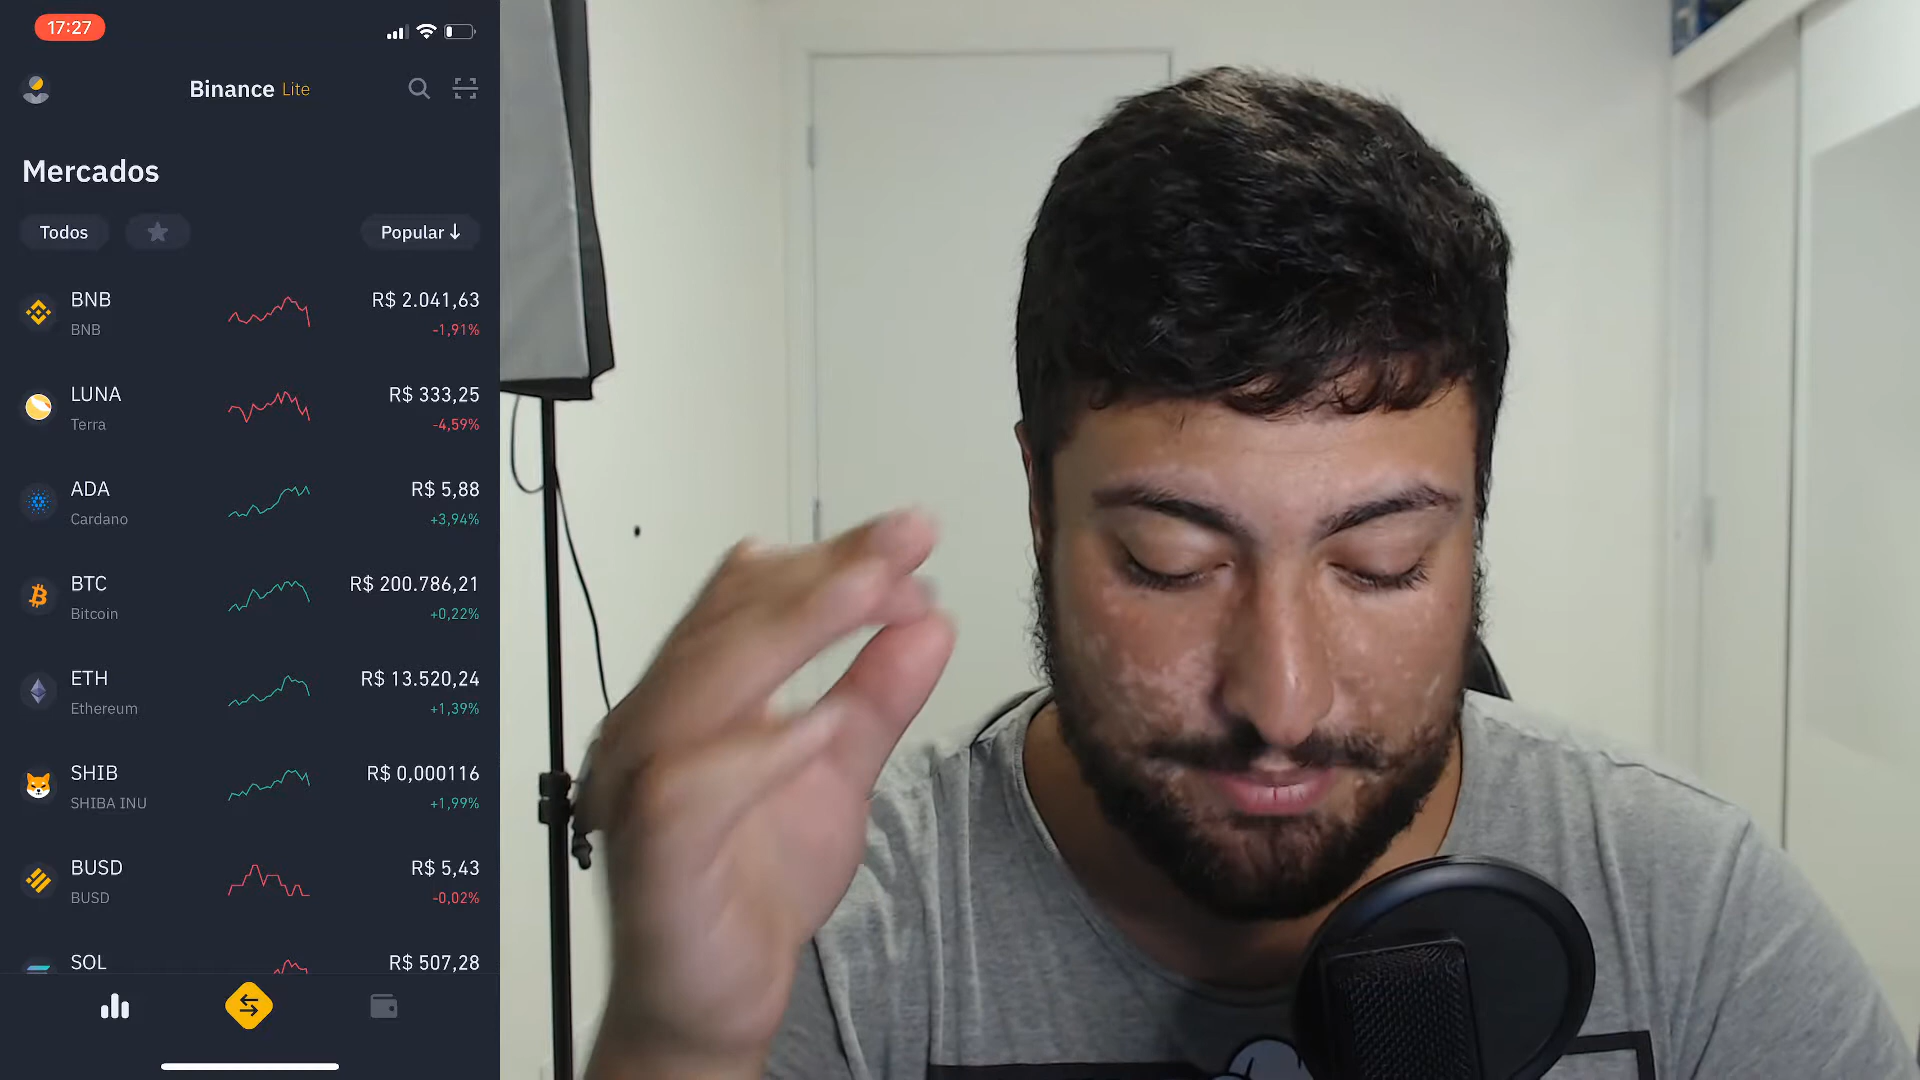 17:27
Binance Lite
Mercados
Todos
Popular ↓
BNB R$ 2.041,63
BNB -1,91%
LUNA R$ 333,25
Terra -4,59%
ADA R$ 5,88
Cardano +3,94%
BTC R$ 200.786,21
Bitcoin +0,22%
ETH R$ 13.520,24
Ethereum +1,39%
SHIB R$ 0,000116
SHIBA INU +1,99%
BUSD R$ 5,43
BUSD -0,02%
SOL R$ 507,28